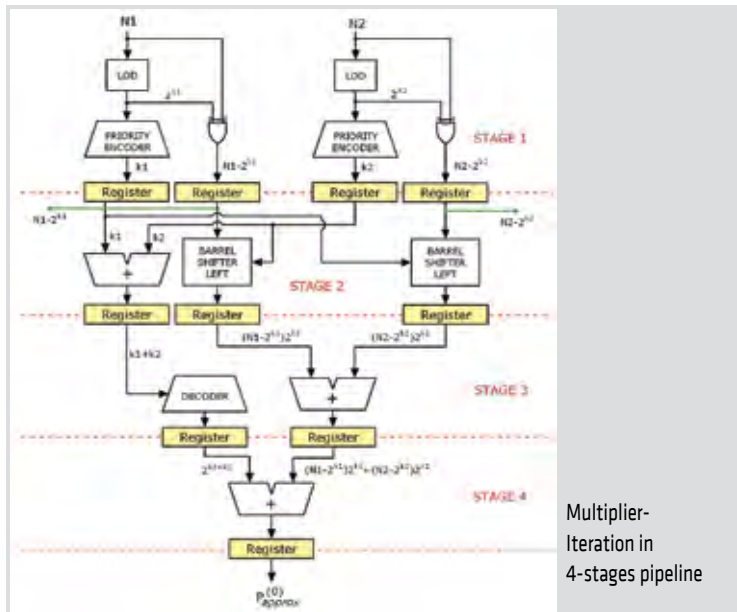 N1 N2
LOD LOD
2^k1 2^k2
PRIORITY ENCODER PRIORITY ENCODER
STAGE 1
k1 N1-2^k1 k2 N2-2^k2
Register Register Register Register
N1-2^k1 k1 k2 N2-2^k2
+ BARREL SHIFTER LEFT BARREL SHIFTER LEFT
STAGE 2
Register Register Register
k1+k2 (N1-2^k1)2^k2 (N2-2^k2)2^k1
DECODER + STAGE 3
Register Register
2^k1+k2 (N1-2^k1)2^k2+(N2-2^k2)2^k1
+ STAGE 4
Register
P(0)approx
Multiplier-
Iteration in
4-stages pipeline